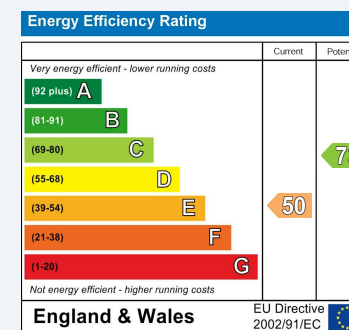 Energy Efficiency Rating
Current
Very energy efficient - lower running costs
(92 plus) A
(81-91) B
(69-80) C
(55-68) D
(39-54) E
50
(21-38) F
(1-20) G
Not energy efficient - higher running costs
England & Wales
EU Directive
2002/91/EC